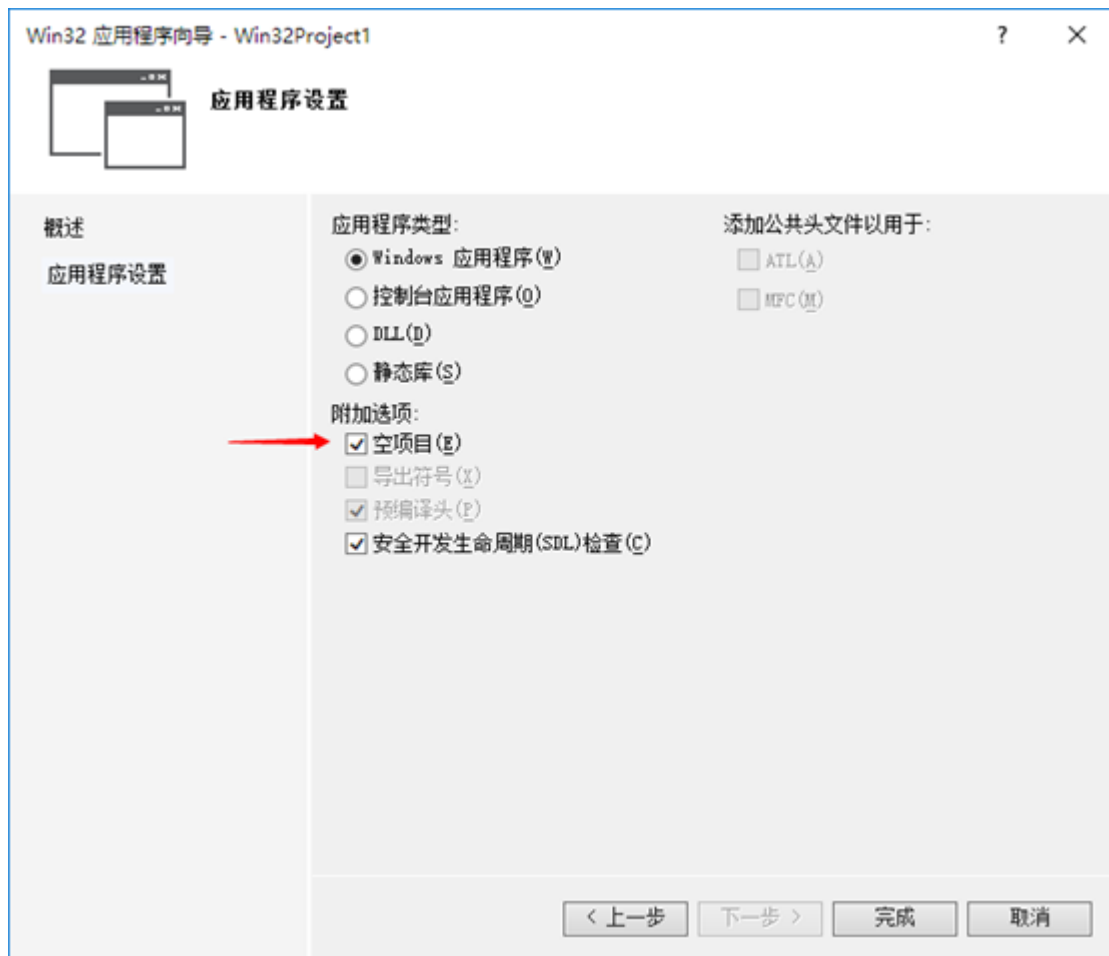 Win32 应用程序向导 - Win32Project1
应用程序设置
概述
应用程序设置
应用程序类型:
Windows 应用程序(W)
控制台应用程序(O)
DLL(D)
静态库(S)
附加选项:
空项目(E)
导出符号(X)
预编译头(P)
安全开发生命周期(SDL)检查(C)
添加公共头文件以用于:
ATL(A)
MFC(M)
< 上一步
下一步 >
完成
取消